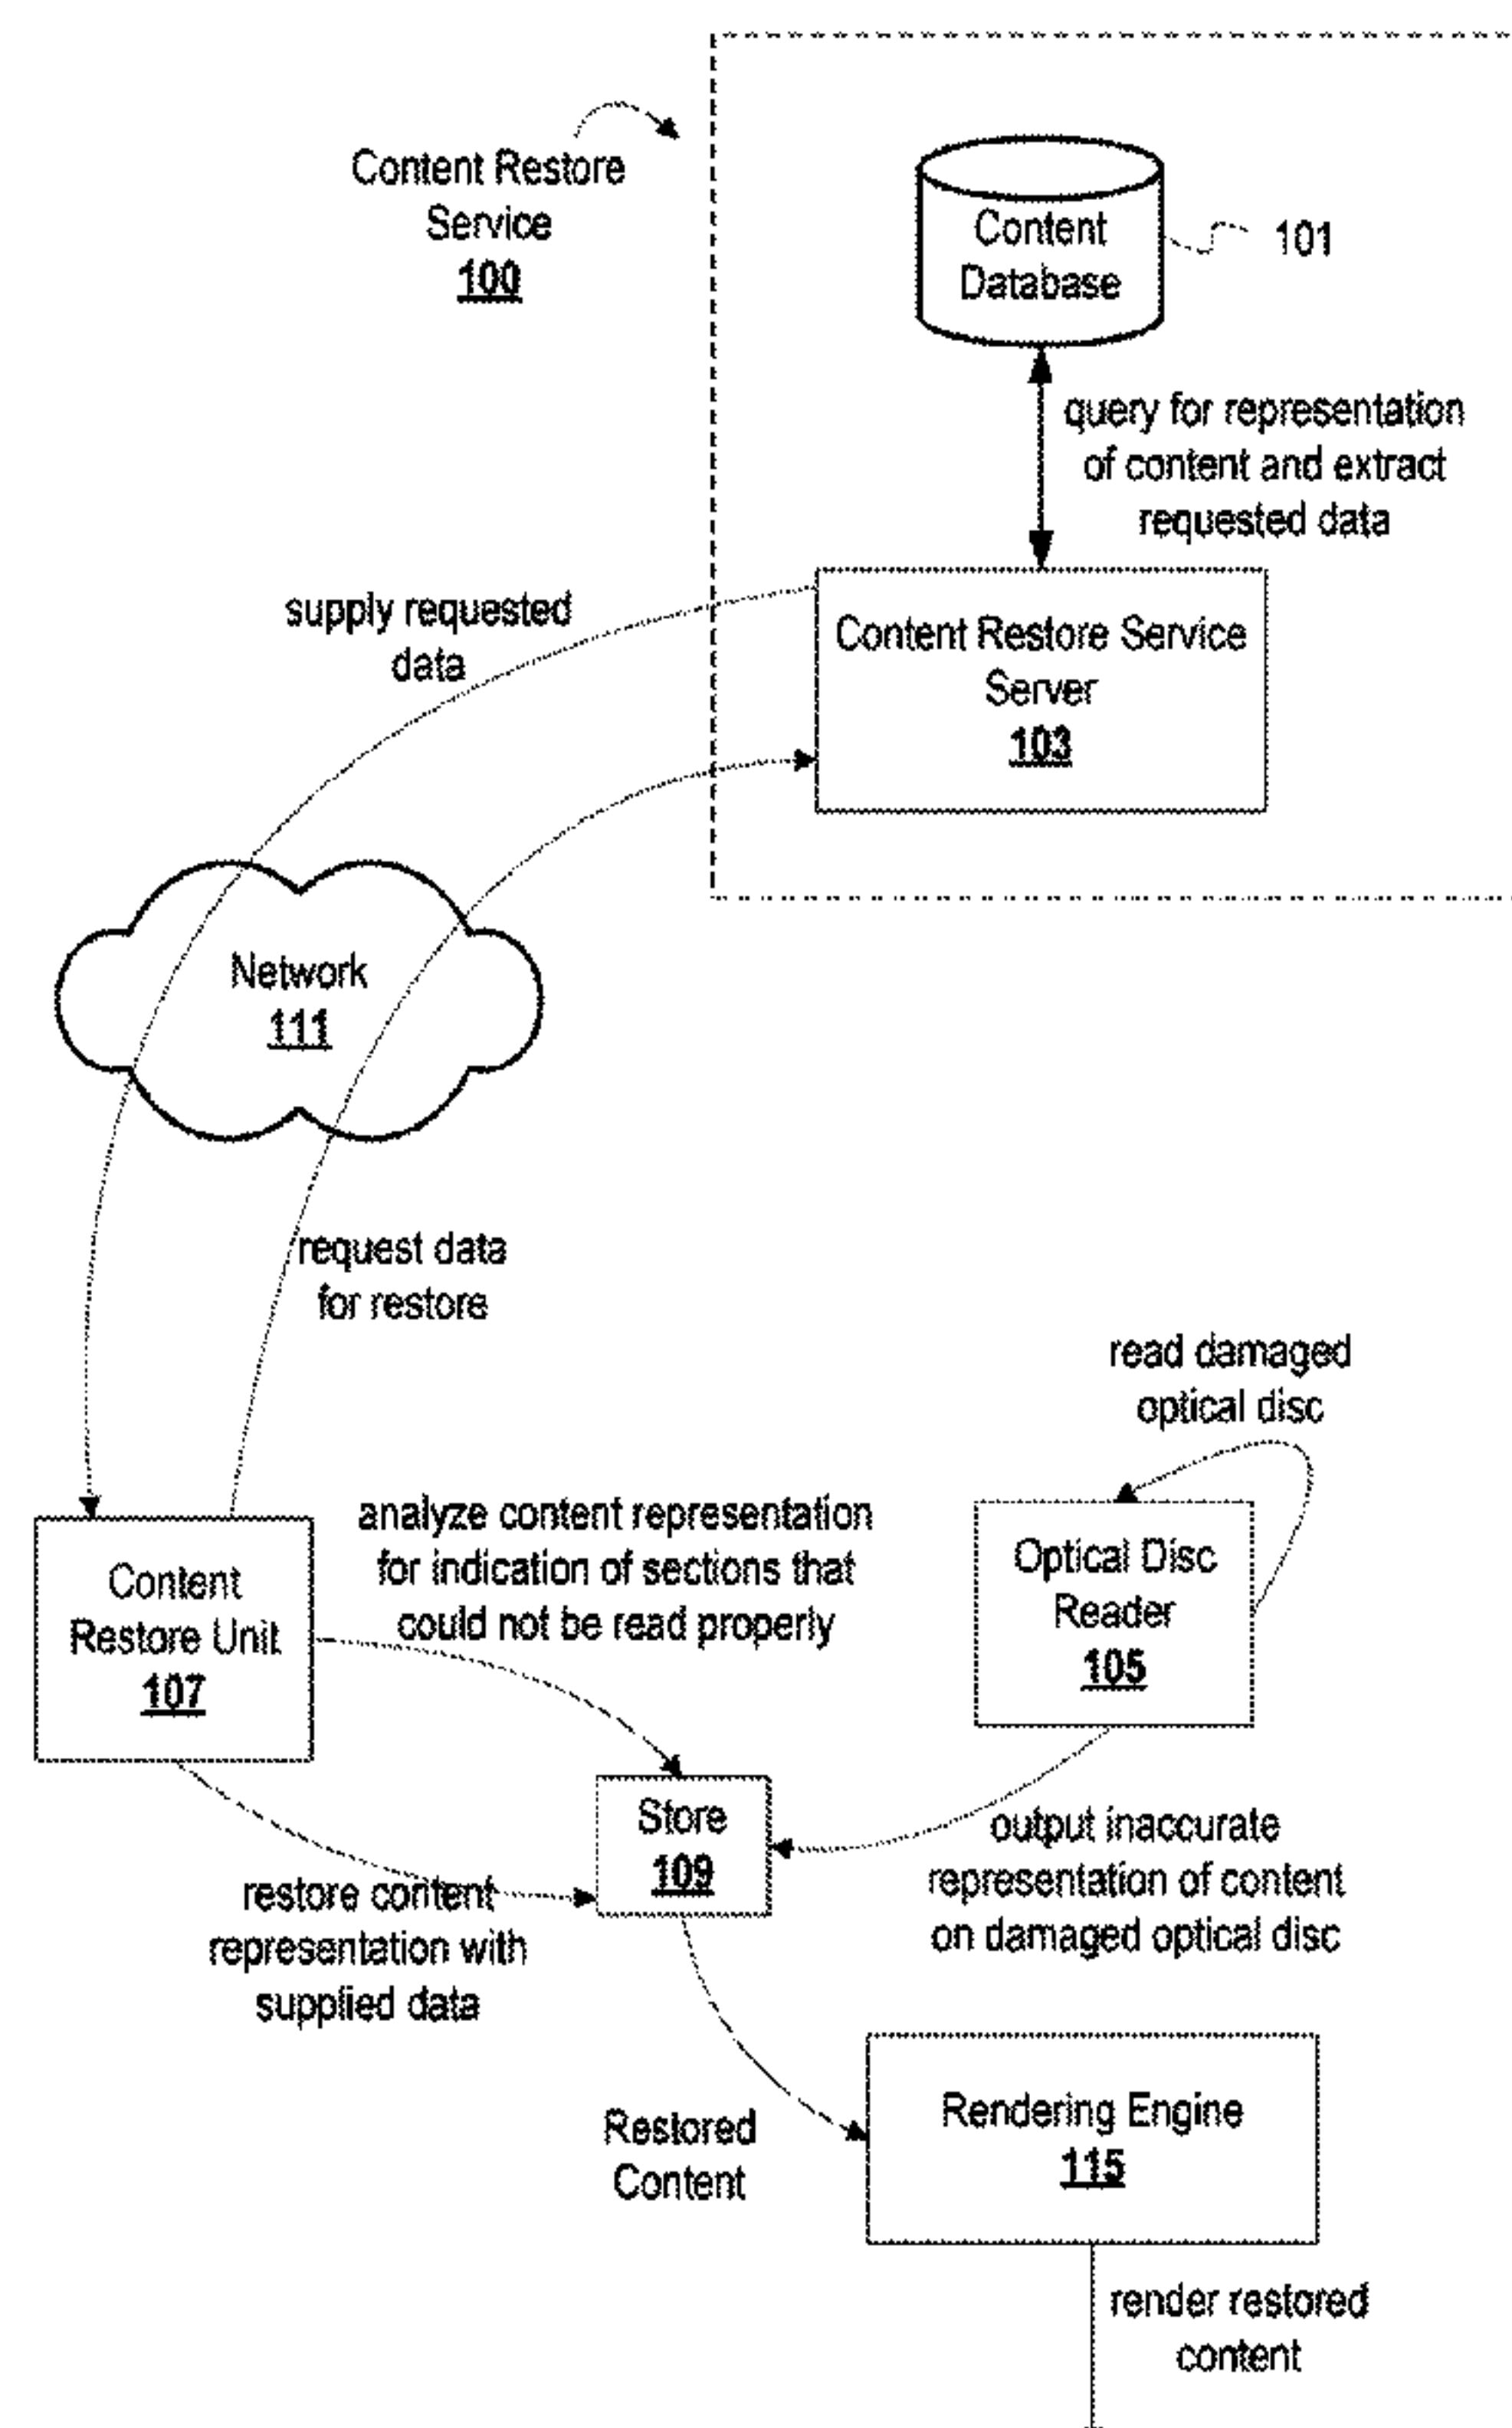 Content Restore
Service
100
Content
Database
101
query for representation
of content and extract
requested data
supply requested
data
Content Restore Service
Server
103
Network
111
request data
for restore
read damaged
optical disc
analyze content representation
for indication of sections that
could not be read properly
Content
Restore Unit
107
Optical Disc
Reader
105
Store
109
output inaccurate
representation of content
on damaged optical disc
restore content
representation with
supplied data
Restored
Content
Rendering Engine
115
render restored
content